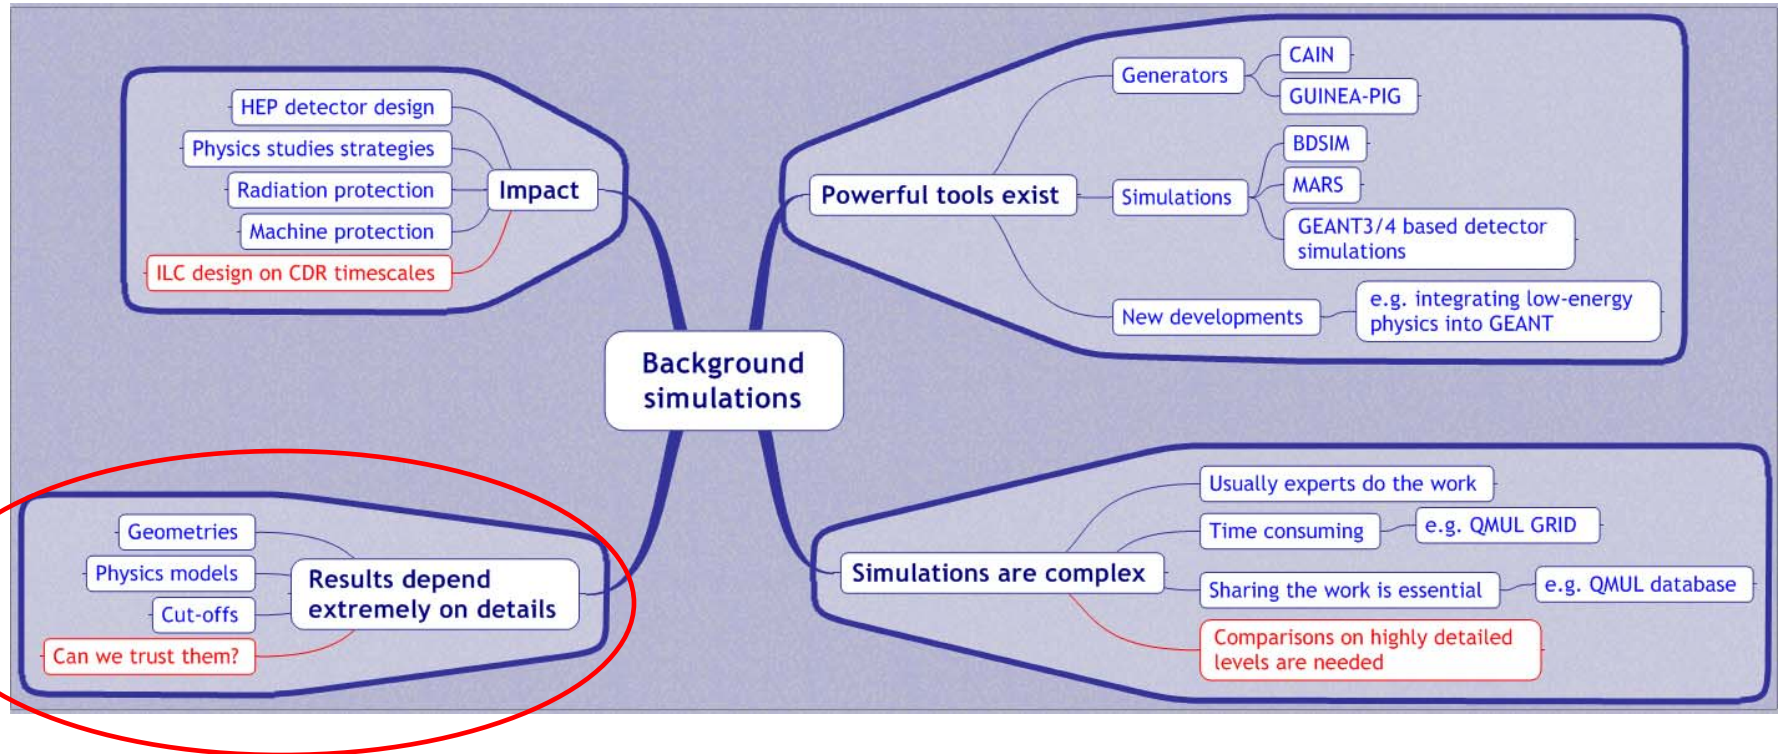 HEP detector design
Physics studies strategies
Radiation protection
Machine protection
ILC design on CDR timescales
Impact
Powerful tools exist
Generators
CAIN
GUINEA-PIG
Simulations
BDSIM
MARS
GEANT3/4 based detector
simulations
New developments
e.g. integrating low-energy
physics into GEANT
Background
simulations
Geometries
Physics models
Cut-offs
Can we trust them?
Results depend
extremely on details
Simulations are complex
Usually experts do the work
Time consuming
e.g. QMUL GRID
Sharing the work is essential
e.g. QMUL database
Comparisons on highly detailed
levels are needed